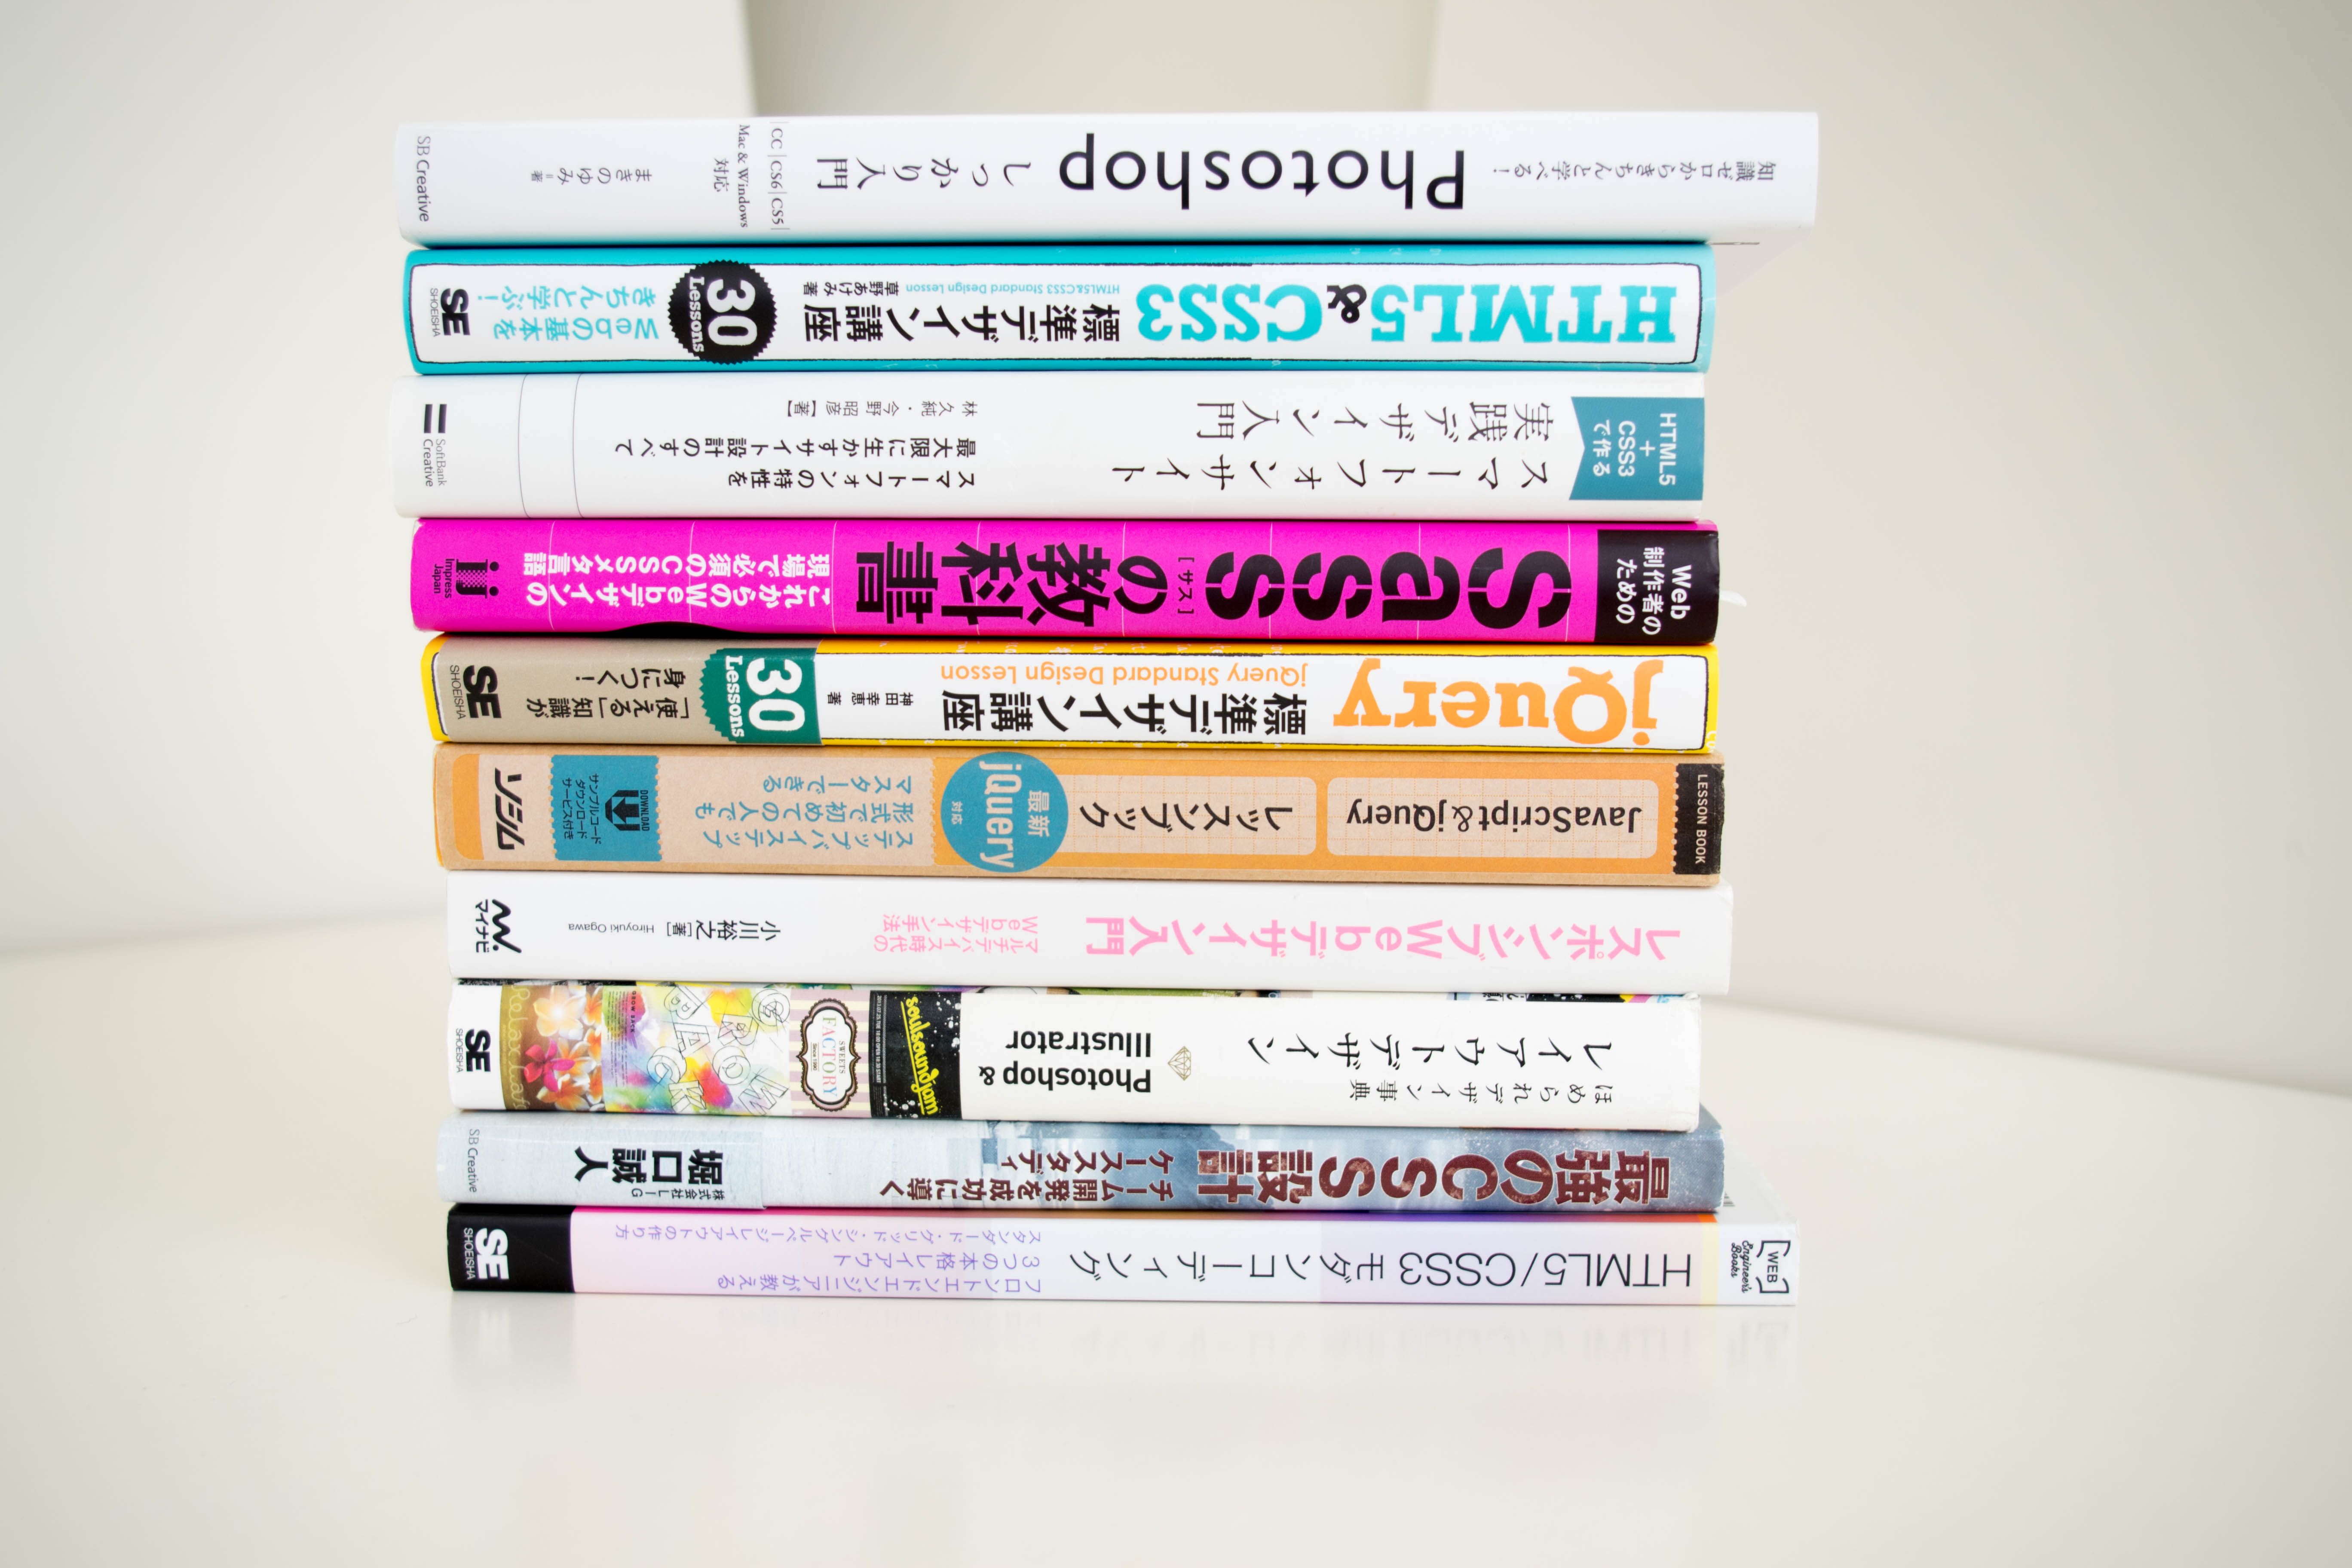 知識ゼロからきちんと学べる!
Photoshop
しっかり入門
CC|CS6|CS5|
Mac & Windows
対応
まきのゆみ=著
SB Creative
HTML5&CSS3
標準デザイン講座
HTML5&CSS3 Standard Design Lesson
草野あけみ 著
30
Lessons
Webの基本を
きちんと学ぶ!
SE
SHOEISHA
HTML5
+
CSS3
で作る
スマートフォンサイト
実践デザイン入門
スマートフォンの特性を
最大限に生かすサイト設計のすべて
林 久純・今野 昭彦【著】
SoftBank
Creative
Web
制作者の
ための
Sass
[サス]
の教科書
これからのWebデザインの
現場で必須のCSSメタ言語
Impress
Japan
jQuery
標準デザイン講座
jQuery Standard Design Lesson
神田幸恵 著
30
Lessons
「使える」知識が
身につく!
SE
SHOEISHA
LESSON BOOK
JavaScript&jQuery
レッスンブック
最新
jQuery
対応
ステップバイステップ
形式で初めての人でも
マスターできる
DOWNLOAD
サンプルコード
ダウンロード
サービス付き
ソシム
レスポンシブWebデザイン入門
マルチデバイス時代の
Webデザイン手法
小川裕之[著] Hiroyuki Ogawa
マイナビ
ほめられデザイン事典
レイアウトデザイン
Photoshop &
Illustrator
soulsoundjam
SWEETS
FACTORY
GROW
BACK
SE
SHOEISHA
最強のCSS設計
チーム開発を成功に導く
ケーススタディ
株式会社LIG
堀口誠人
SB Creative
WEB
Engineer's
Books
HTML5/CSS3 モダンコーディング
フロントエンドエンジニアが教える
3つの本格レイアウト
スタンダード・グリッド・シングルページレイアウトの作り方
SE
SHOEISHA